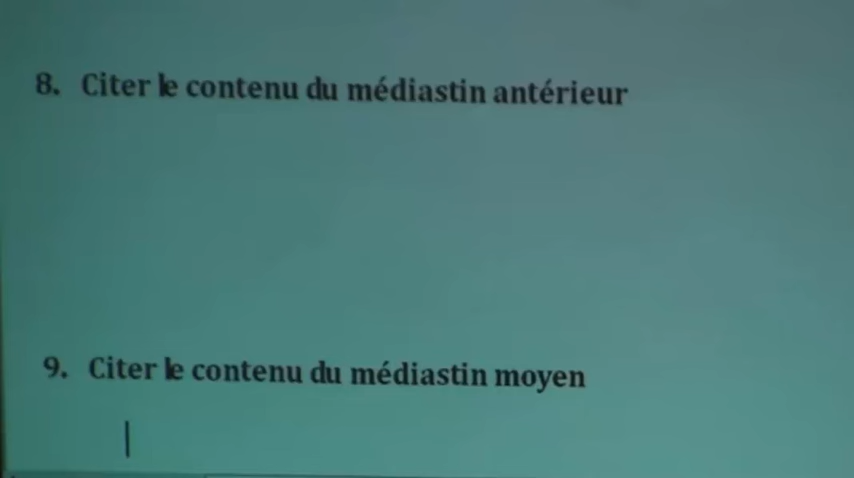 8. Citer le contenu du médiastin antérieur
9. Citer le contenu du médiastin moyen